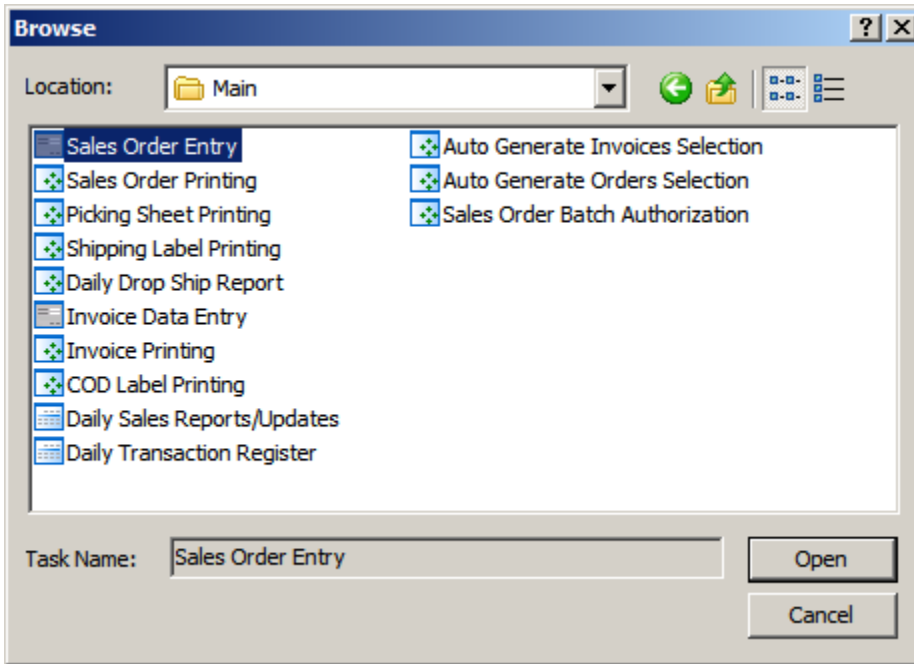 Browse
Location: Main
Sales Order Entry
Sales Order Printing
Picking Sheet Printing
Shipping Label Printing
Daily Drop Ship Report
Invoice Data Entry
Invoice Printing
COD Label Printing
Daily Sales Reports/Updates
Daily Transaction Register
Auto Generate Invoices Selection
Auto Generate Orders Selection
Sales Order Batch Authorization
Task Name: Sales Order Entry
Open
Cancel